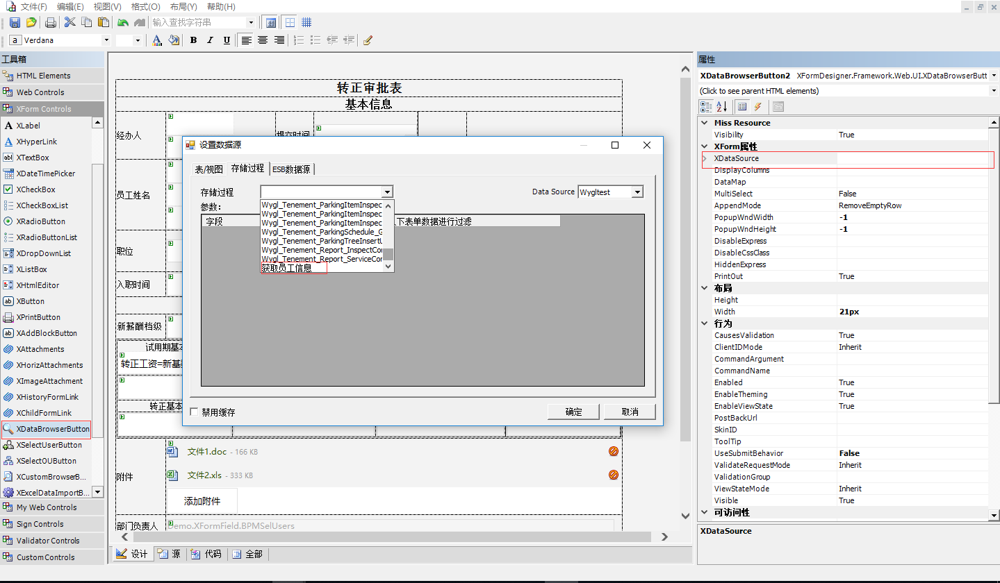 文件(F) 编辑(E) 视图(V) 格式(O) 布局(Y) 帮助(H)
输入查找字符串
a Verdana
A B I U
工具箱
HTML Elements
Web Controls
XForm Controls
XLabel
XHyperLink
XTextBox
XDateTimePicker
XCheckBox
XCheckBoxList
XRadioButton
XRadioButtonList
XDropDownList
XListBox
XHtmlEditor
XButton
XPrintButton
XAddBlockButton
XAttachments
XHorizAttachments
XImageAttachment
XHistoryFormLink
XChildFormLink
XDataBrowserButton
XSelectUserButton
XSelectOUButton
XCustomBrowserB...
XExcelDataImportB...
My Web Controls
Sign Controls
Validator Controls
Custom Controls
转正审批表
基本信息
经办人
提交时间
员工姓名
职位
入职时间
新薪酬档级
试用期基本
转正工资=新基
转正基本
附件
文件1.doc - 166 KB
文件2.xls - 333 KB
添加附件
部门负责人
Demo.XFormField.BPMSelUsers
设计 源 代码 全部
设置数据源
表/视图 存储过程 ESB数据源
存储过程
Data Source Wygltest
参数:
字段
下表单数据进行过滤
Wygl_Tenement_ParkingItemInspec
Wygl_Tenement_ParkingItemInspec
Wygl_Tenement_ParkingItemInspec
Wygl_Tenement_ParkingSchedule_G
Wygl_Tenement_ParkingTreeInsertU
Wygl_Tenement_Report_InspectCor
Wygl_Tenement_Report_ServiceCor
获取员工信息
禁用缓存
确定 取消
属性
XDataBrowserButton2 XFormDesigner.Framework.Web.UI.XDataBrowserButt
(Click to see parent HTML elements)
Miss Resource
Visibility True
XForm属性
XDataSource
DisplayColumns
DataMap
MultiSelect False
AppendMode RemoveEmptyRow
PopupWndWidth -1
PopupWndHeight -1
DisableExpress
DisableCssClass
HiddenExpress
PrintOut True
布局
Height
Width 21px
行为
CausesValidation True
ClientIDMode Inherit
CommandArgument
CommandName
Enabled True
EnableTheming True
EnableViewState True
PostBackUrl
SkinID
ToolTip
UseSubmitBehavior False
ValidateRequestMode Inherit
ValidationGroup
ViewStateMode Inherit
Visible True
可访问性
XDataSource